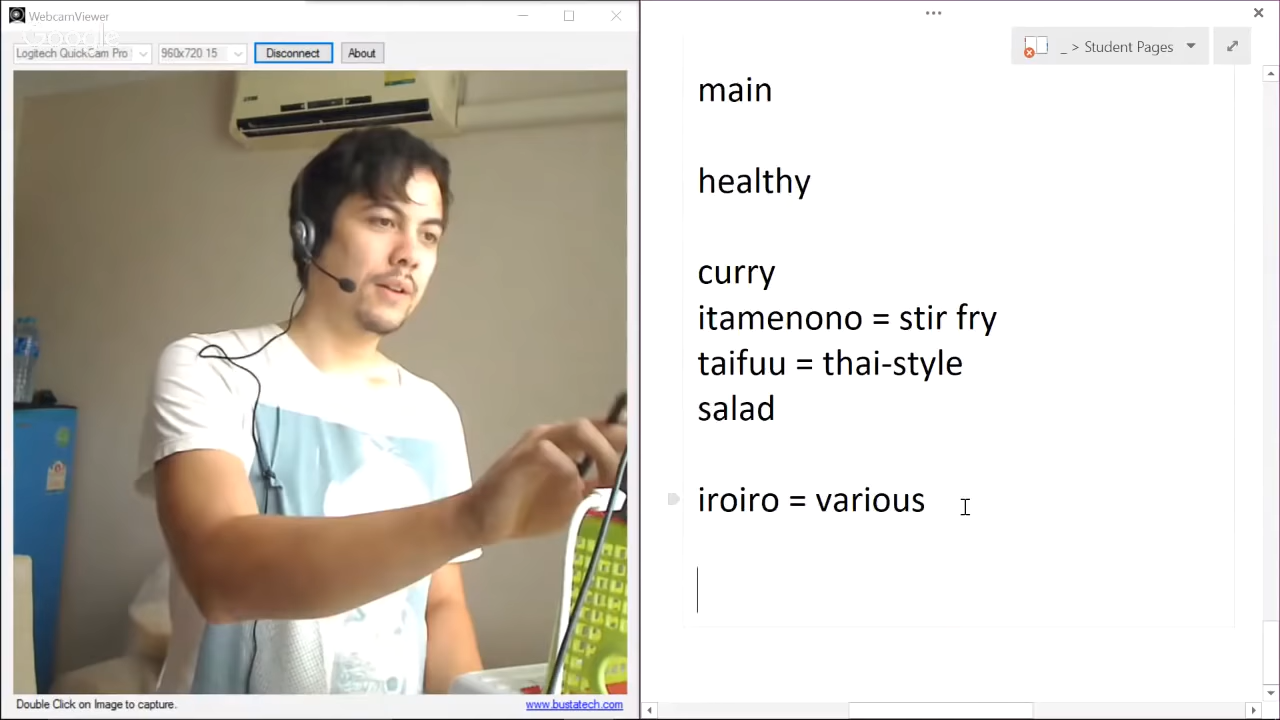 WebcamViewer
Google
Logitech QuickCam Pro
960x720 15
Disconnect
About
Double Click on Image to capture.
www.bustatech.com
_ > Student Pages
main
healthy
curry
itamenono = stir fry
taifuu = thai-style
salad
iroiro = various